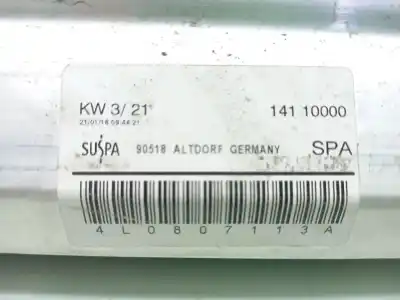 KW 3/ 21
141 10000
21/01/16 09:46:21
SUSPA 90518 ALTDORF GERMANY SPA
4L0807113A